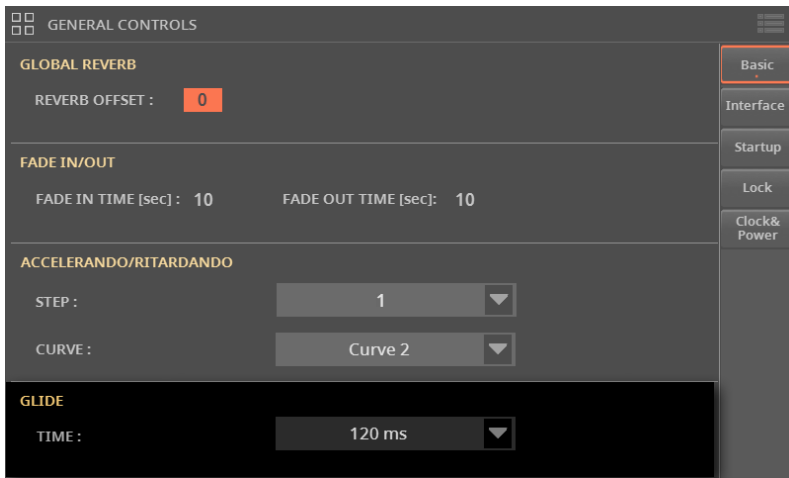 GENERAL CONTROLS
GLOBAL REVERB
REVERB OFFSET : 0
FADE IN/OUT
FADE IN TIME [sec] : 10 FADE OUT TIME [sec]: 10
ACCELERANDO/RITARDANDO
STEP : 1
CURVE : Curve 2
GLIDE
TIME : 120 ms
Basic
Interface
Startup
Lock
Clock&
Power